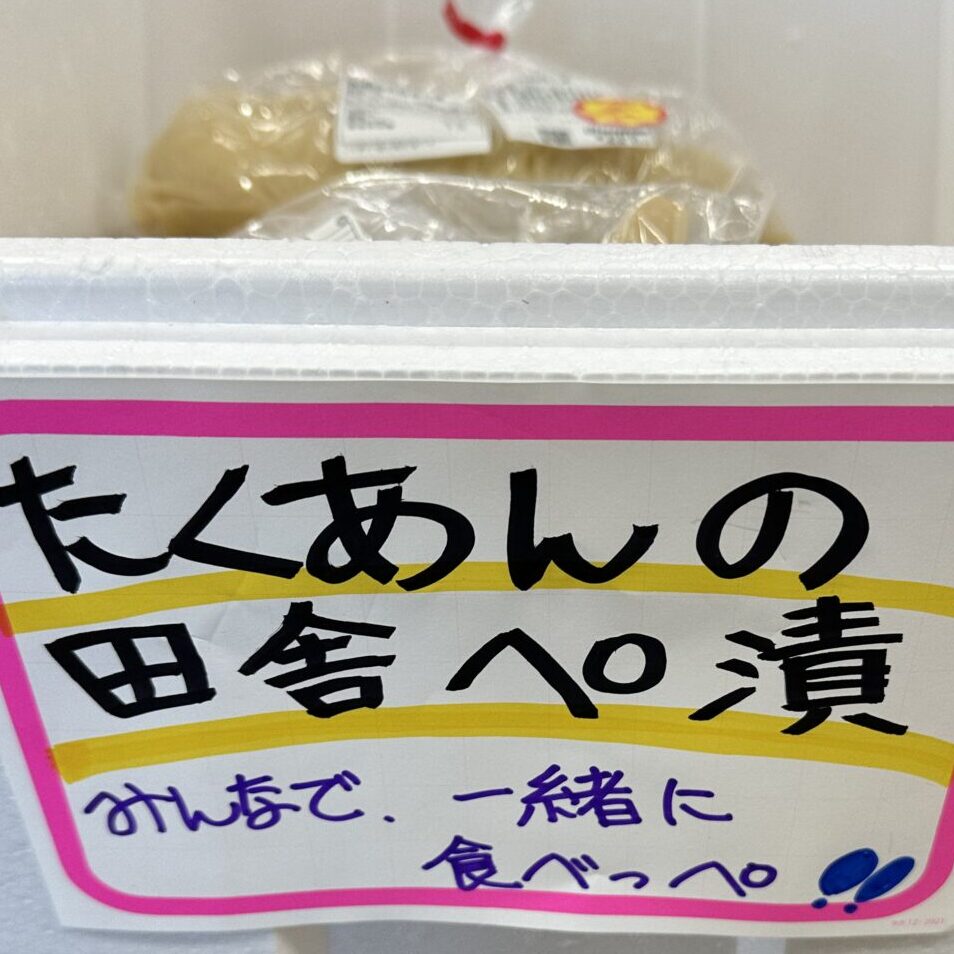 たくあんの
田舎ぺ漬
みんなで、一緒に
食べっぺ!!